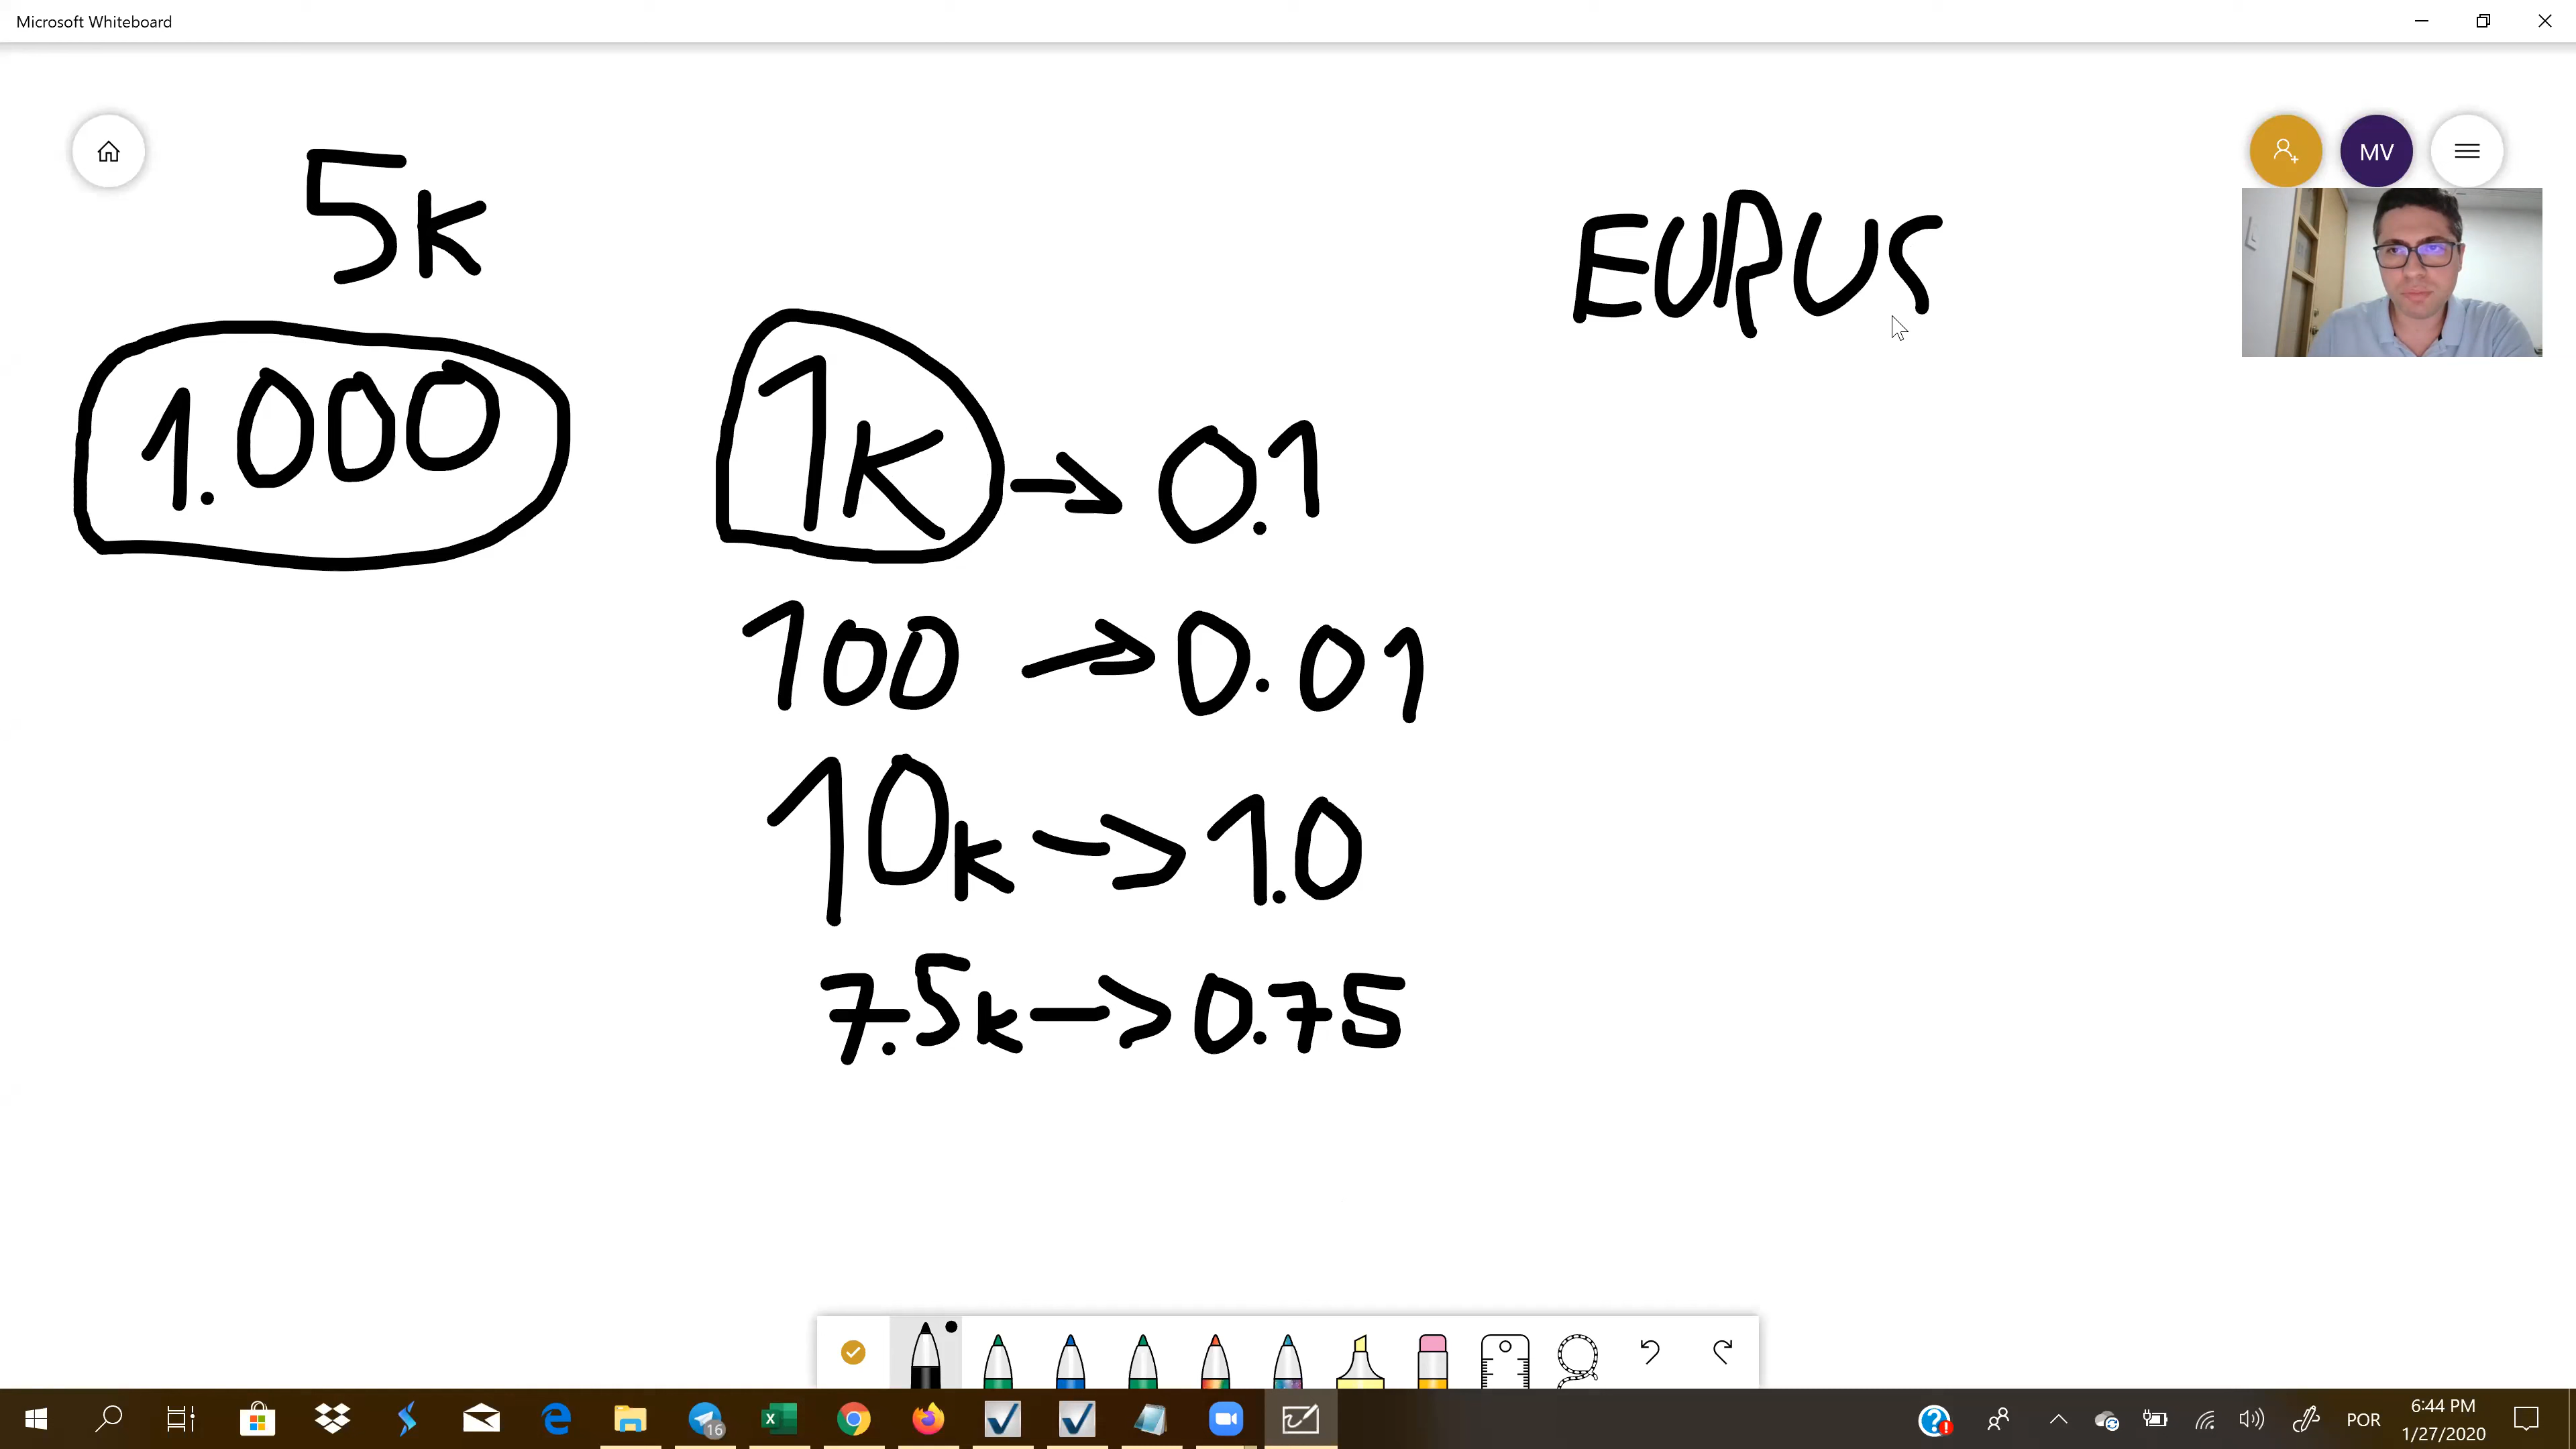 Microsoft Whiteboard
MV
5k
EURUS
1.000
1k → 0.1
100 → 0.01
10k → 1.0
7.5k → 0.75
16
POR
6:44 PM
1/27/2020